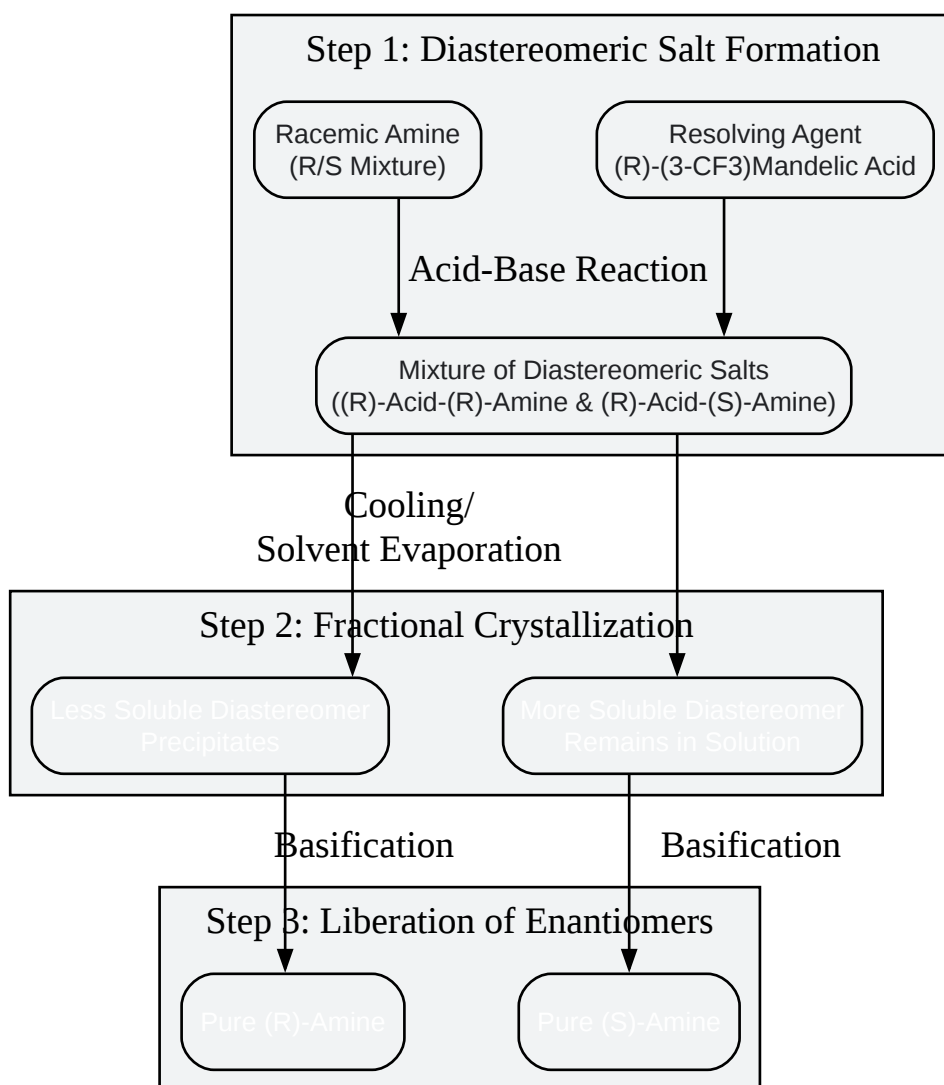 Step 1: Diastereomeric Salt Formation
Racemic Amine
(R/S Mixture)
Resolving Agent
(R)-(3-CF3)Mandelic Acid
Acid-Base Reaction
Mixture of Diastereomeric Salts
((R)-Acid-(R)-Amine & (R)-Acid-(S)-Amine)
Cooling/
Solvent Evaporation
Step 2: Fractional Crystallization
Less Soluble Diastereomer
Precipitates
More Soluble Diastereomer
Remains in Solution
Basification
Basification
Step 3: Liberation of Enantiomers
Pure (R)-Amine
Pure (S)-Amine